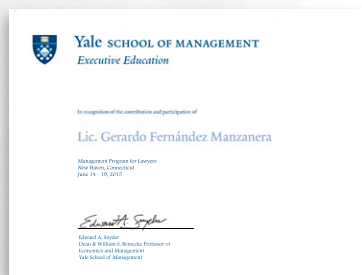 Yale SCHOOL OF MANAGEMENT
Executive Education
In recognition of the contribution and participation of
Lic. Gerardo Fernández Manzanera
Management Program for Lawyers
New Haven, Connecticut
June 14 - 19, 2015
Edward A. Snyder
Edward A. Snyder
Dean & William S. Beinecke Professor of
Economics and Management
Yale School of Management